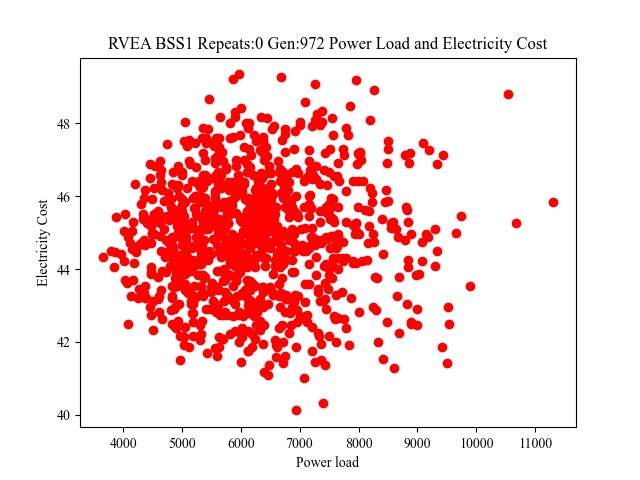 RVEA BSS1 Repeats:0 Gen:972 Power Load and Electricity Cost
48
46
44
42
40
Electricity Cost
4000 5000 6000 7000 8000 9000 10000 11000
Power load